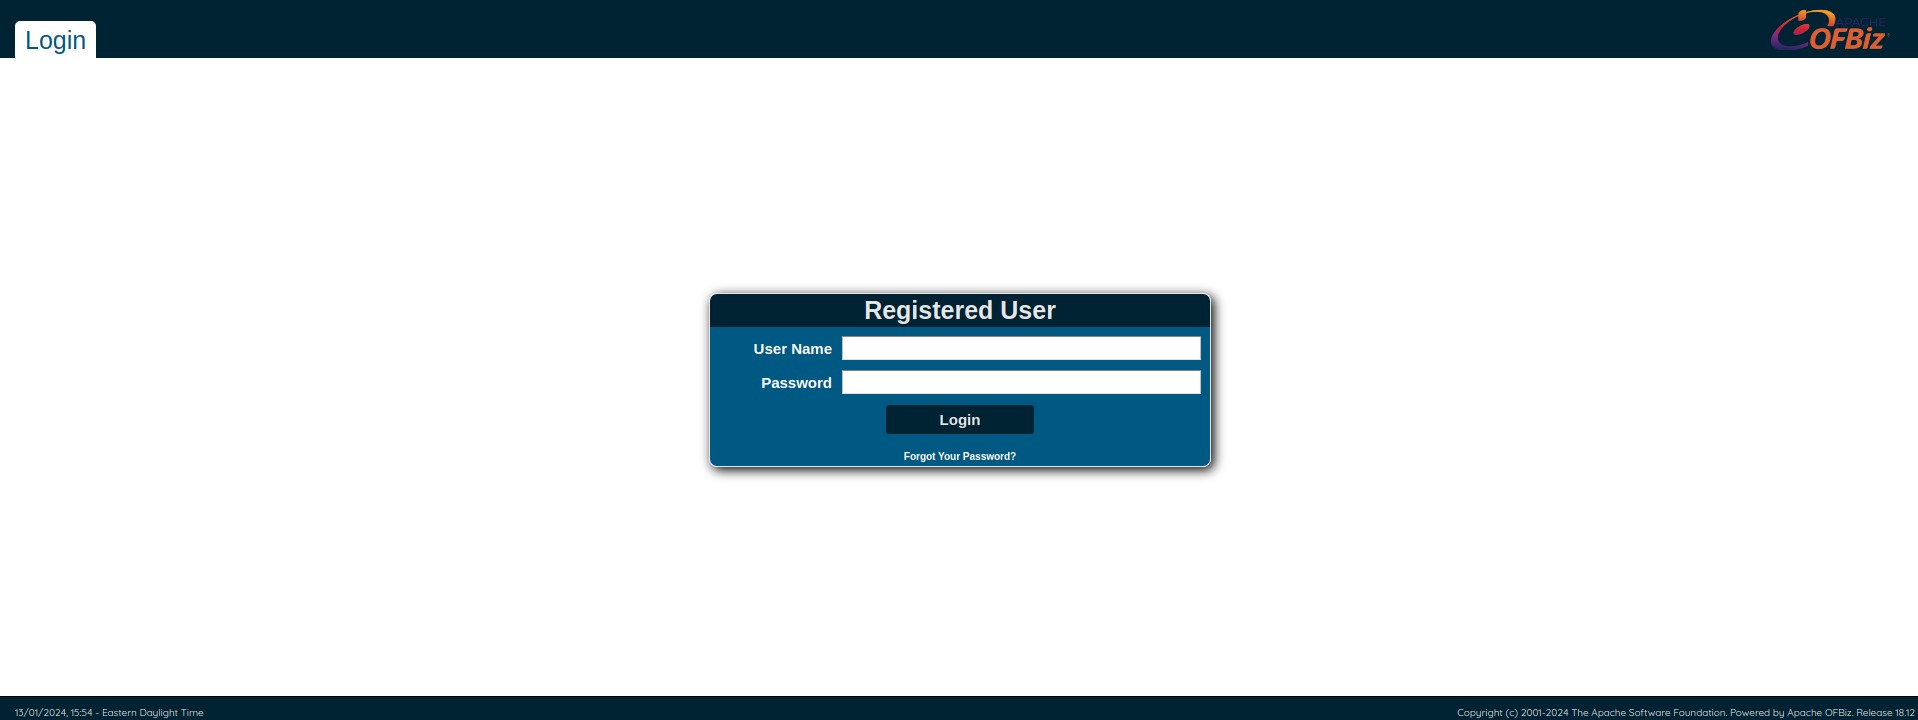 Login
APACHE
OFBiz
Registered User
User Name
Password
Login
Forgot Your Password?
13/01/2024, 15:54 - Eastern Daylight Time
Copyright (c) 2001-2024 The Apache Software Foundation. Powered by Apache OFBiz. Release 18.12